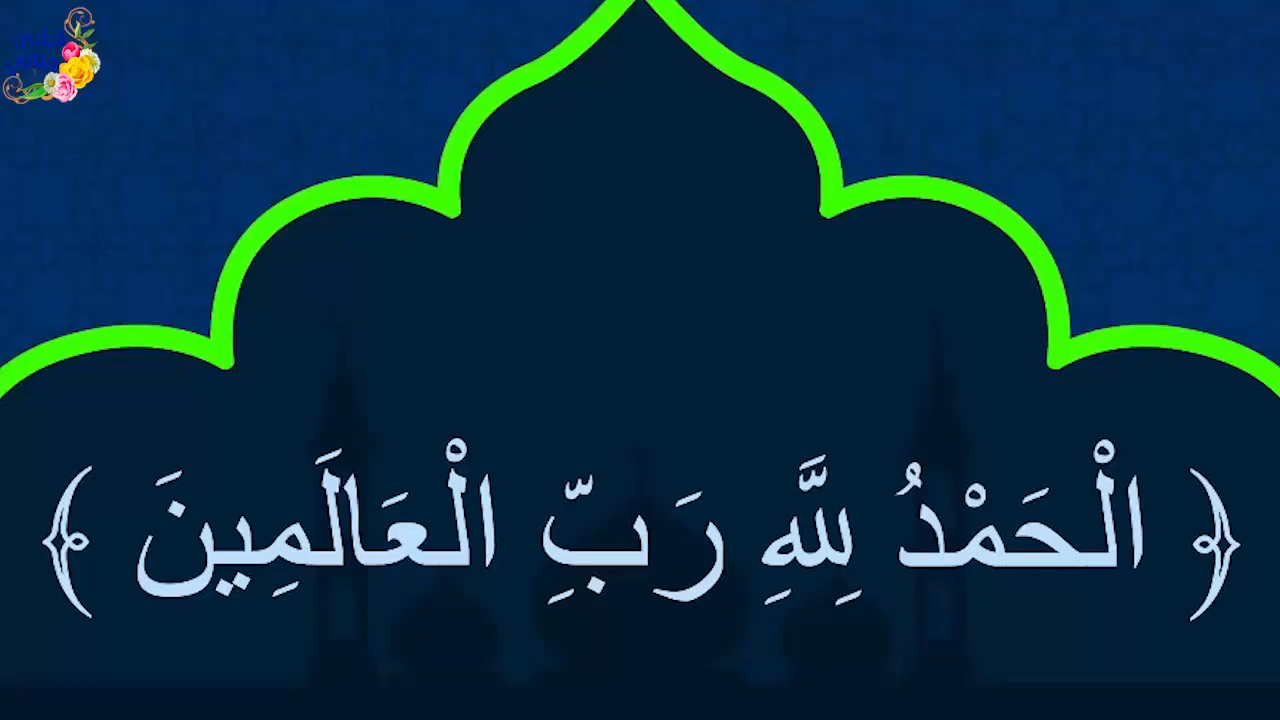 ﴿ الْحَمْدُ لِلَّهِ رَبِّ الْعَالَمِينَ ﴾